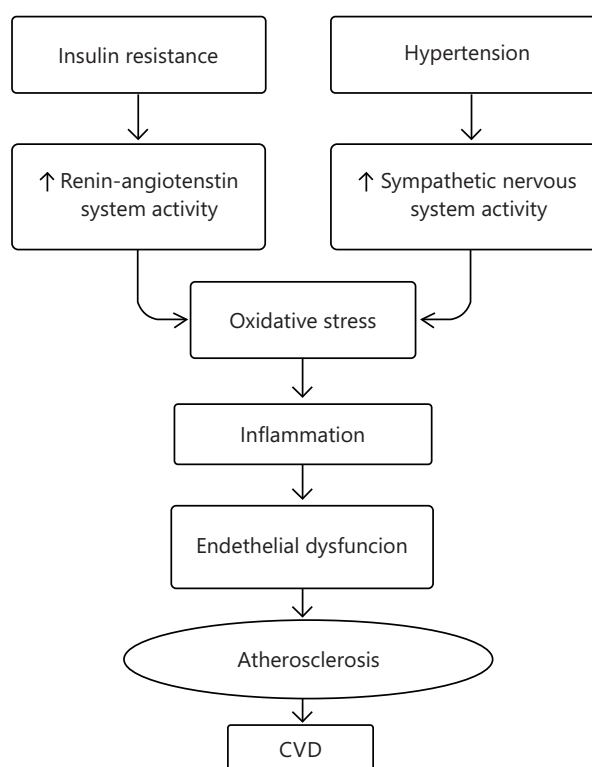 Insulin resistance
Hypertension
↑ Renin-angiotenstin
system activity
↑ Sympathetic nervous
system activity
Oxidative stress
Inflammation
Endethelial dysfuncion
Atherosclerosis
CVD